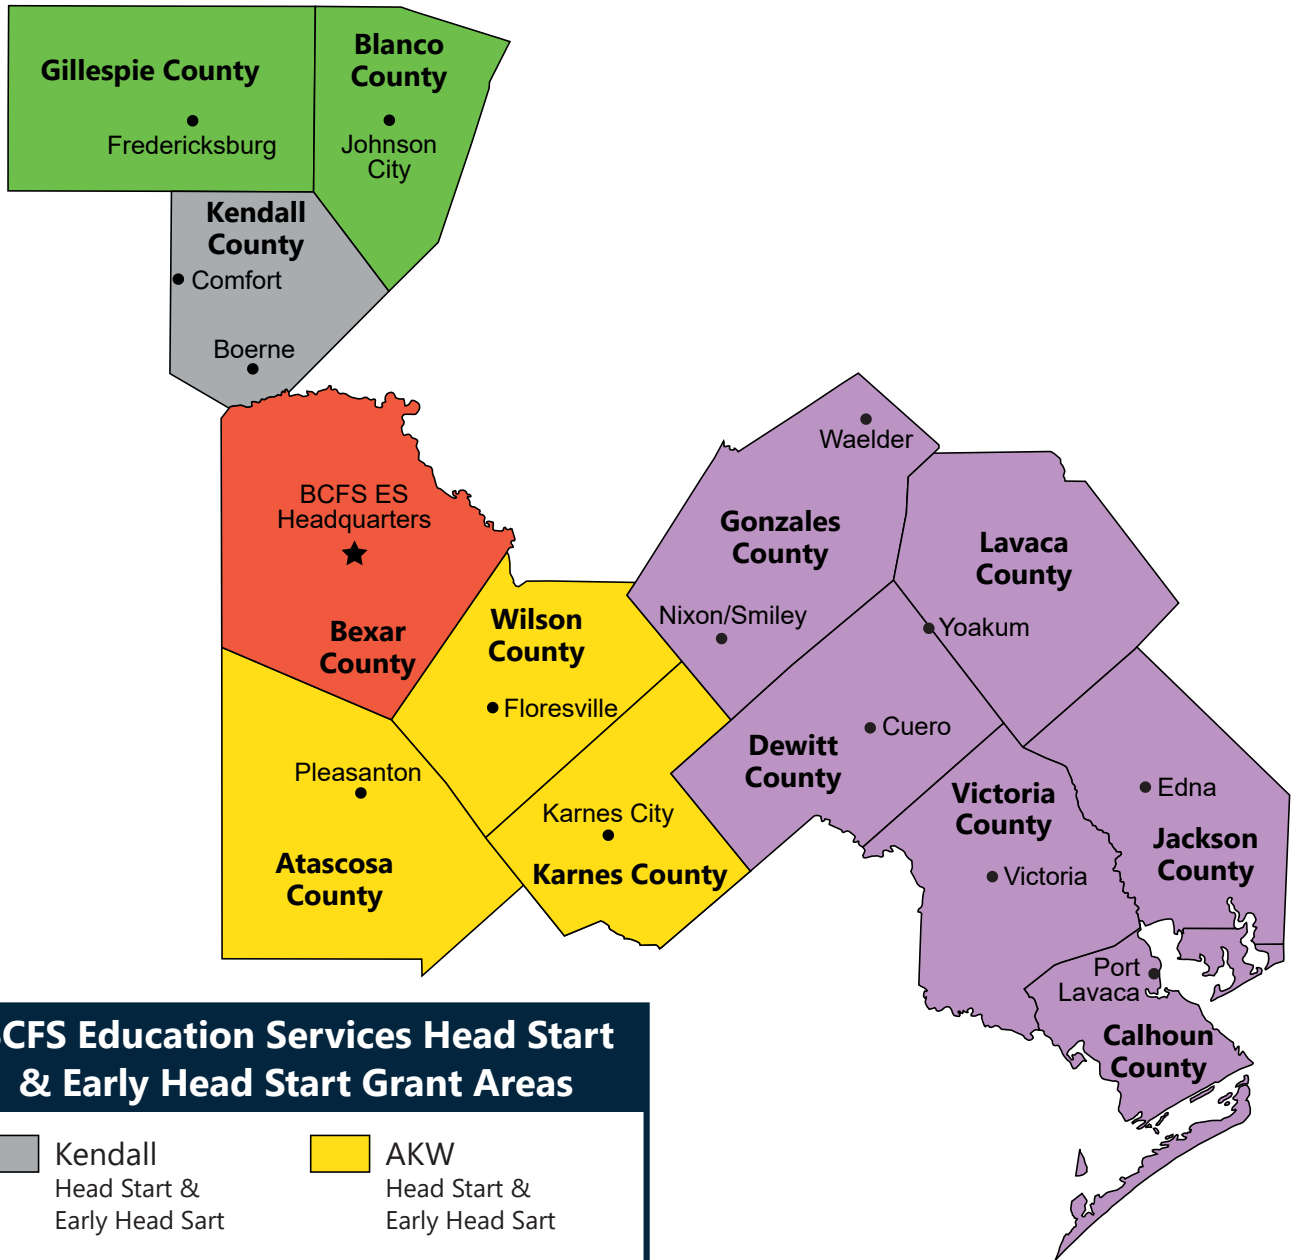 Gillespie County
Fredericksburg
Blanco
County
Johnson
City
Kendall
County
Comfort
Boerne
BCFS ES
Headquarters
Bexar
County
Wilson
County
Floresville
Pleasanton
Atascosa
County
Karnes City
Karnes County
Waelder
Gonzales
County
Nixon/Smiley
Lavaca
County
Yoakum
Cuero
Dewitt
County
Victoria
County
Victoria
Edna
Jackson
County
Port
Lavaca
Calhoun
County
CFS Education Services Head Start
& Early Head Start Grant Areas
Kendall
Head Start &
Early Head Sart
AKW
Head Start &
Early Head Sart